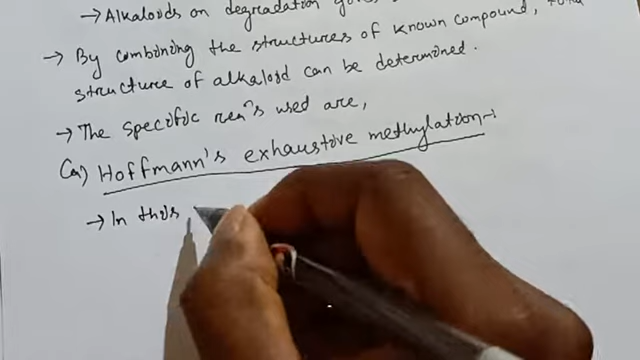 → Alkaloids on degradation
→ By combining the structures of known compound,
structure of alkaloid can be determined.
→ The specific rxn's used are,
(a) Hoffmann's exhaustive methylation-:
→ In this